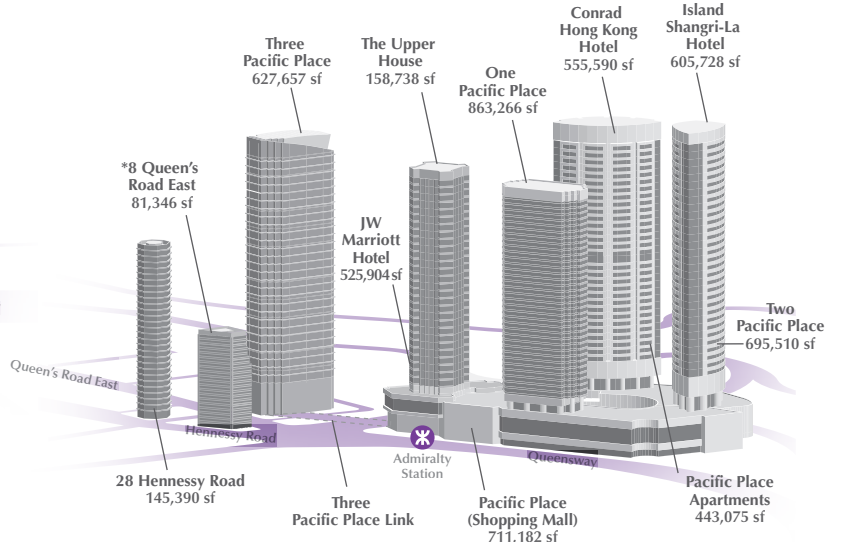 Conrad
Hong Kong
Hotel
555,590 sf
Island
Shangri-La
Hotel
605,728 sf
Three
Pacific Place
627,657 sf
The Upper
House
158,738 sf
One
Pacific Place
863,266 sf
*8 Queen's
Road East
81,346 sf
JW
Marriott
Hotel
525,904 sf
Two
Pacific Place
695,510 sf
Queen's Road East
Hennessy Road
Admiralty
Station
Queensway
28 Hennessy Road
145,390 sf
Three
Pacific Place Link
Pacific Place
(Shopping Mall)
711,182 sf
Pacific Place
Apartments
443,075 sf